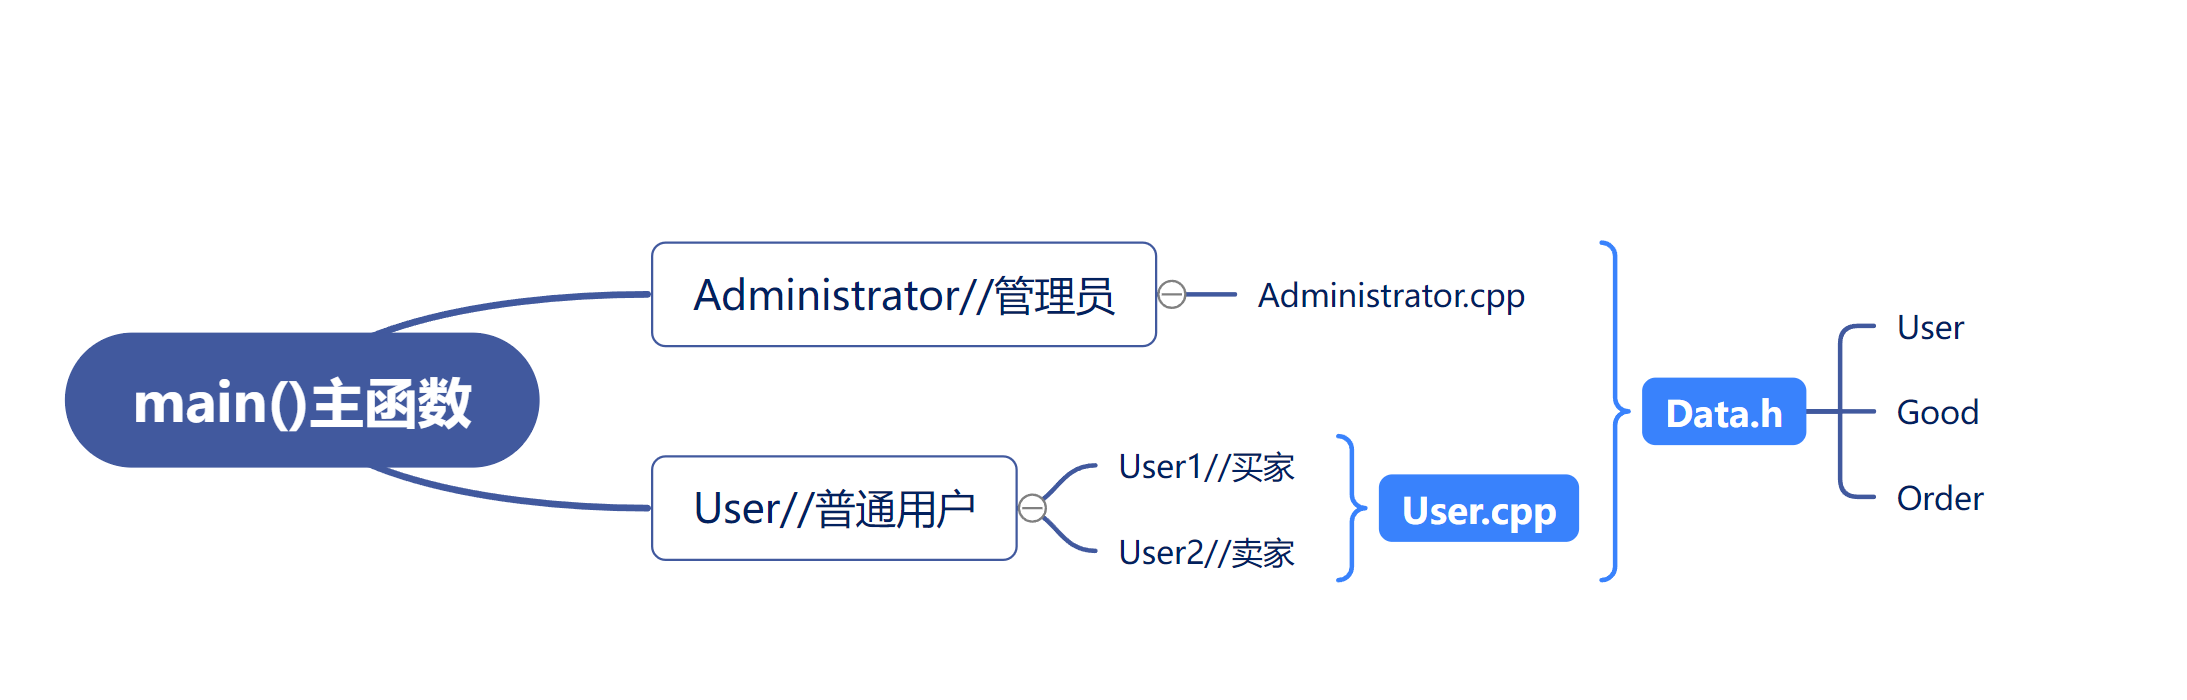 main()主函数
Administrator//管理员
Administrator.cpp
User//普通用户
User1//买家
User2//卖家
User.cpp
Data.h
User
Good
Order